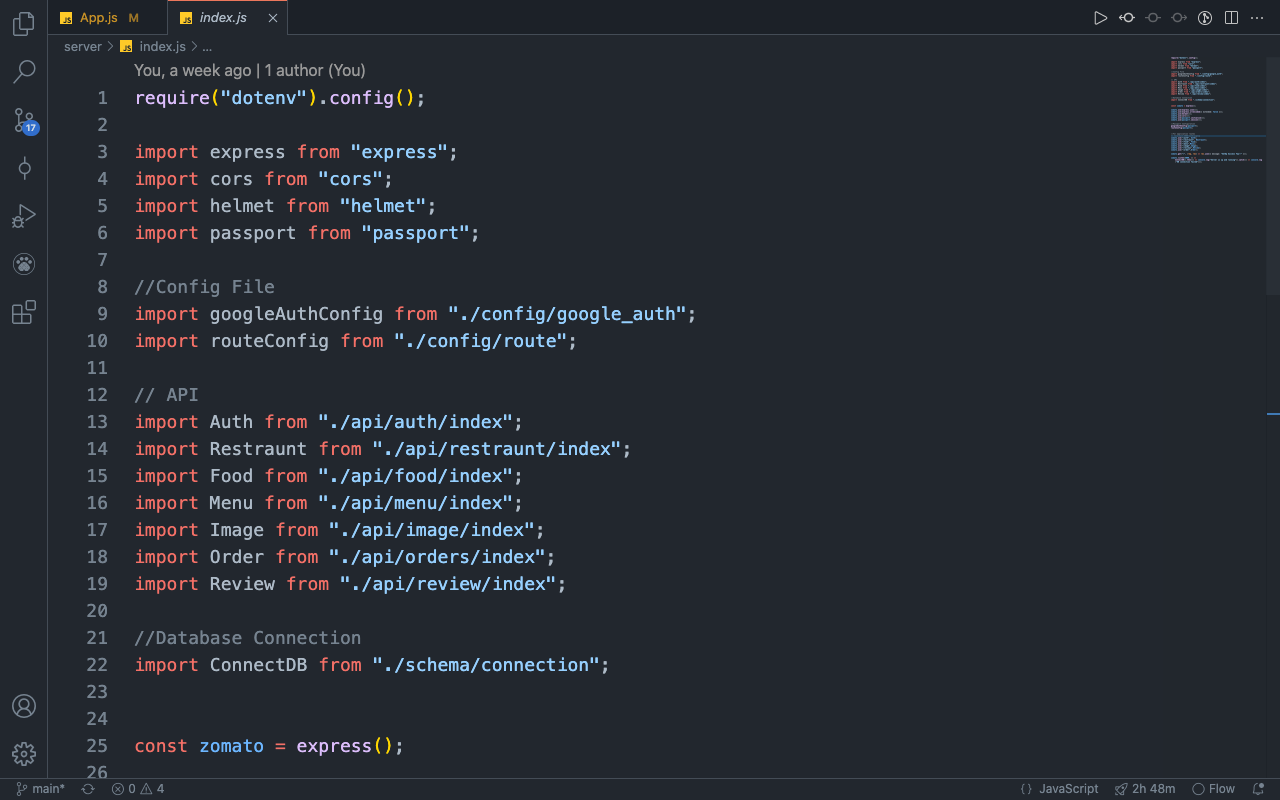 App.js M
index.js
server > index.js > ...
You, a week ago | 1 author (You)
1 require("dotenv").config();
2
3 import express from "express";
4 import cors from "cors";
5 import helmet from "helmet";
6 import passport from "passport";
7
8 //Config File
9 import googleAuthConfig from "./config/google_auth";
10 import routeConfig from "./config/route";
11
12 // API
13 import Auth from "./api/auth/index";
14 import Restraunt from "./api/restraunt/index";
15 import Food from "./api/food/index";
16 import Menu from "./api/menu/index";
17 import Image from "./api/image/index";
18 import Order from "./api/orders/index";
19 import Review from "./api/review/index";
20
21 //Database Connection
22 import ConnectDB from "./schema/connection";
23
24
25 const zomato = express();
26
17
main* 0 4 {} JavaScript 2h 48m Flow